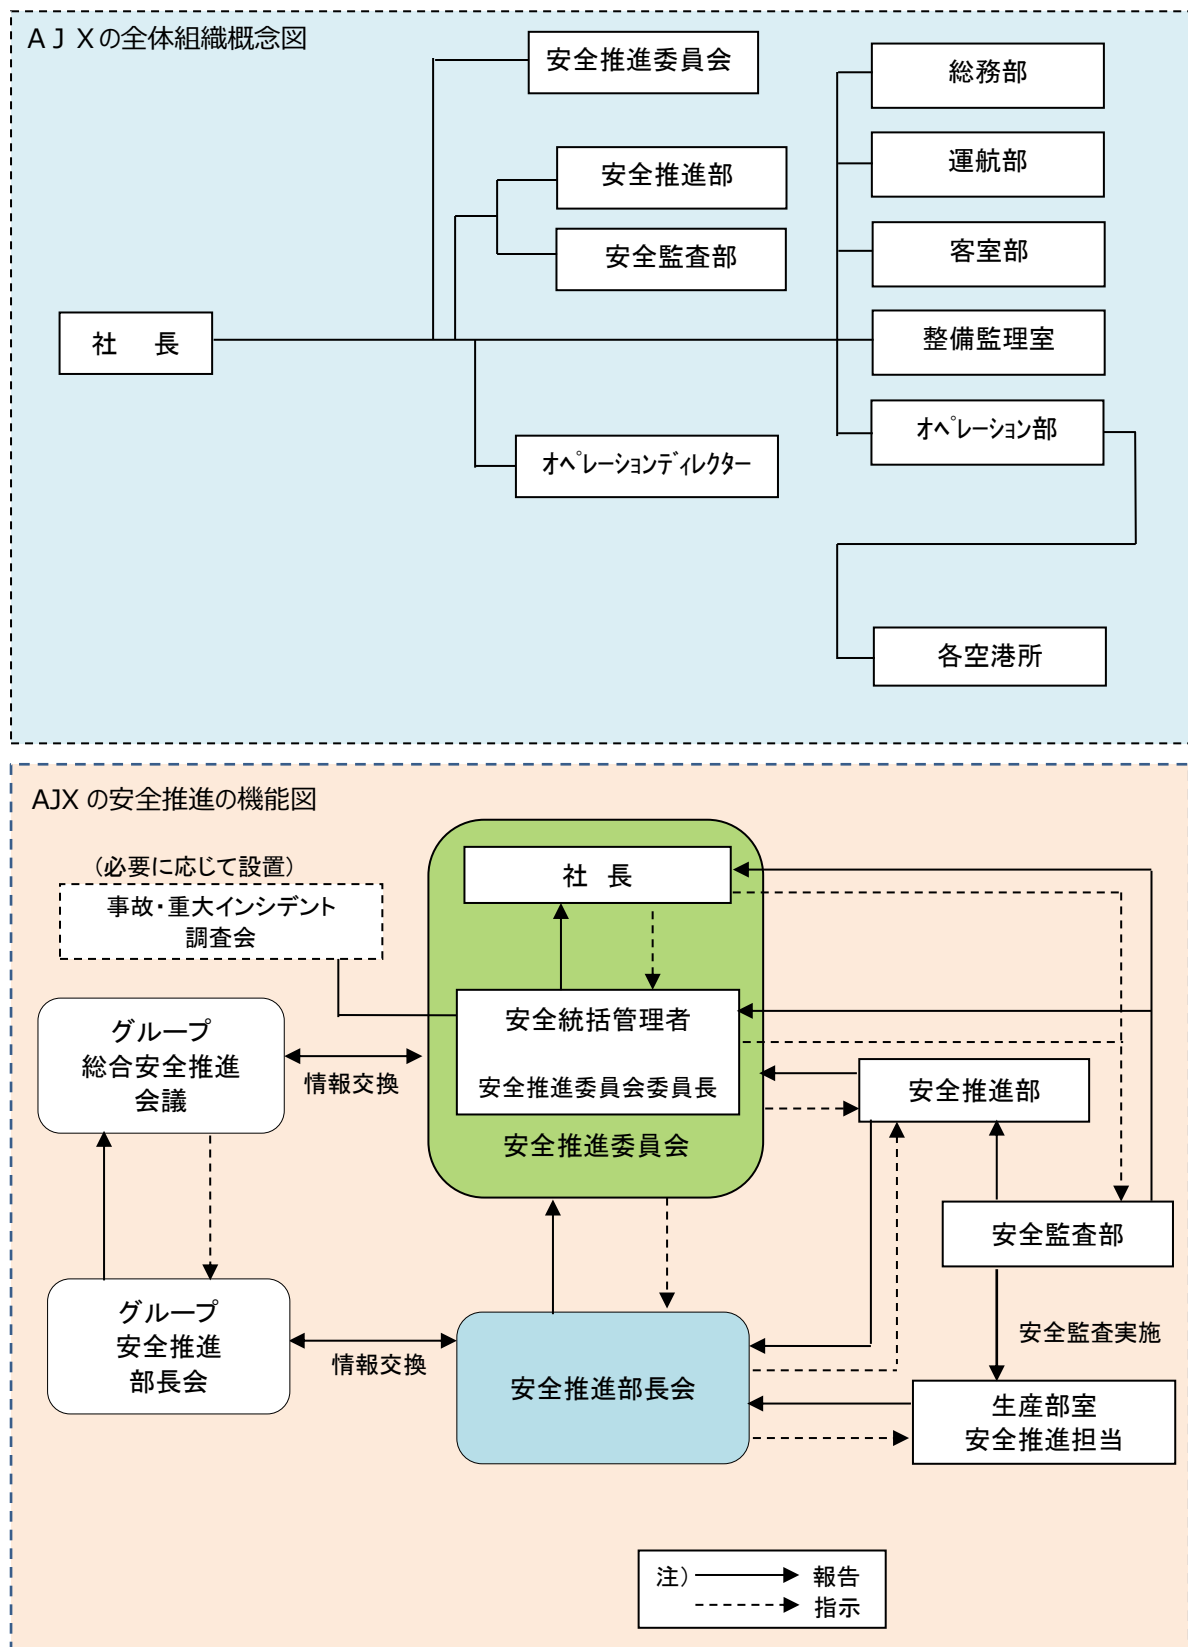 ＡＪＸの全体組織概念図
安全推進委員会
総務部
運航部
安全推進部
客室部
安全監査部
社　長
整備監理室
ｵﾍﾟﾚｰｼｮﾝ部
ｵﾍﾟﾚｰｼｮﾝﾃﾞｨﾚｸﾀｰ
各空港所
AJX の安全推進の機能図
（必要に応じて設置）
事故・重大インシデント
調査会
社　長
安全統括管理者
安全推進委員会委員長
安全推進委員会
グループ
総合安全推進
会議
情報交換
安全推進部
安全監査部
安全監査実施
グループ
安全推進
部長会
情報交換
安全推進部長会
生産部室
安全推進担当
注）
報告
指示